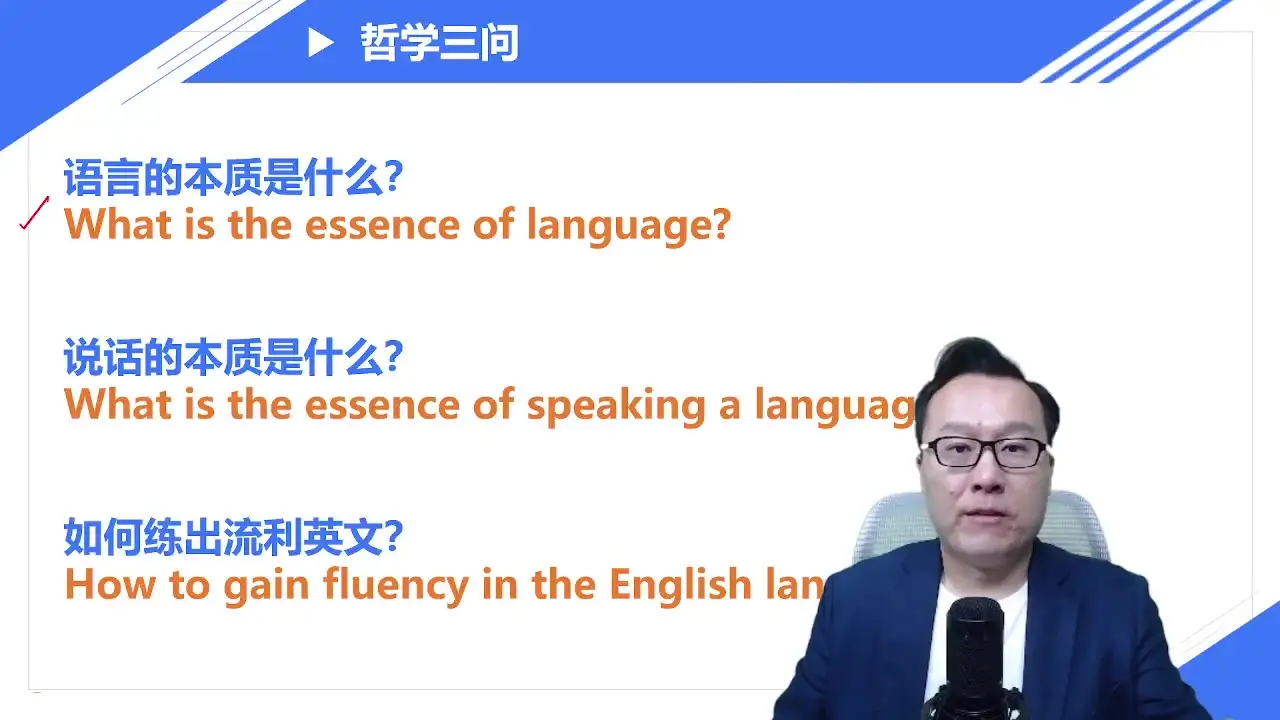 哲学三问
语言的本质是什么?
What is the essence of language?
说话的本质是什么?
What is the essence of speaking a
如何练出流利英文?
How to gain fluency in the English